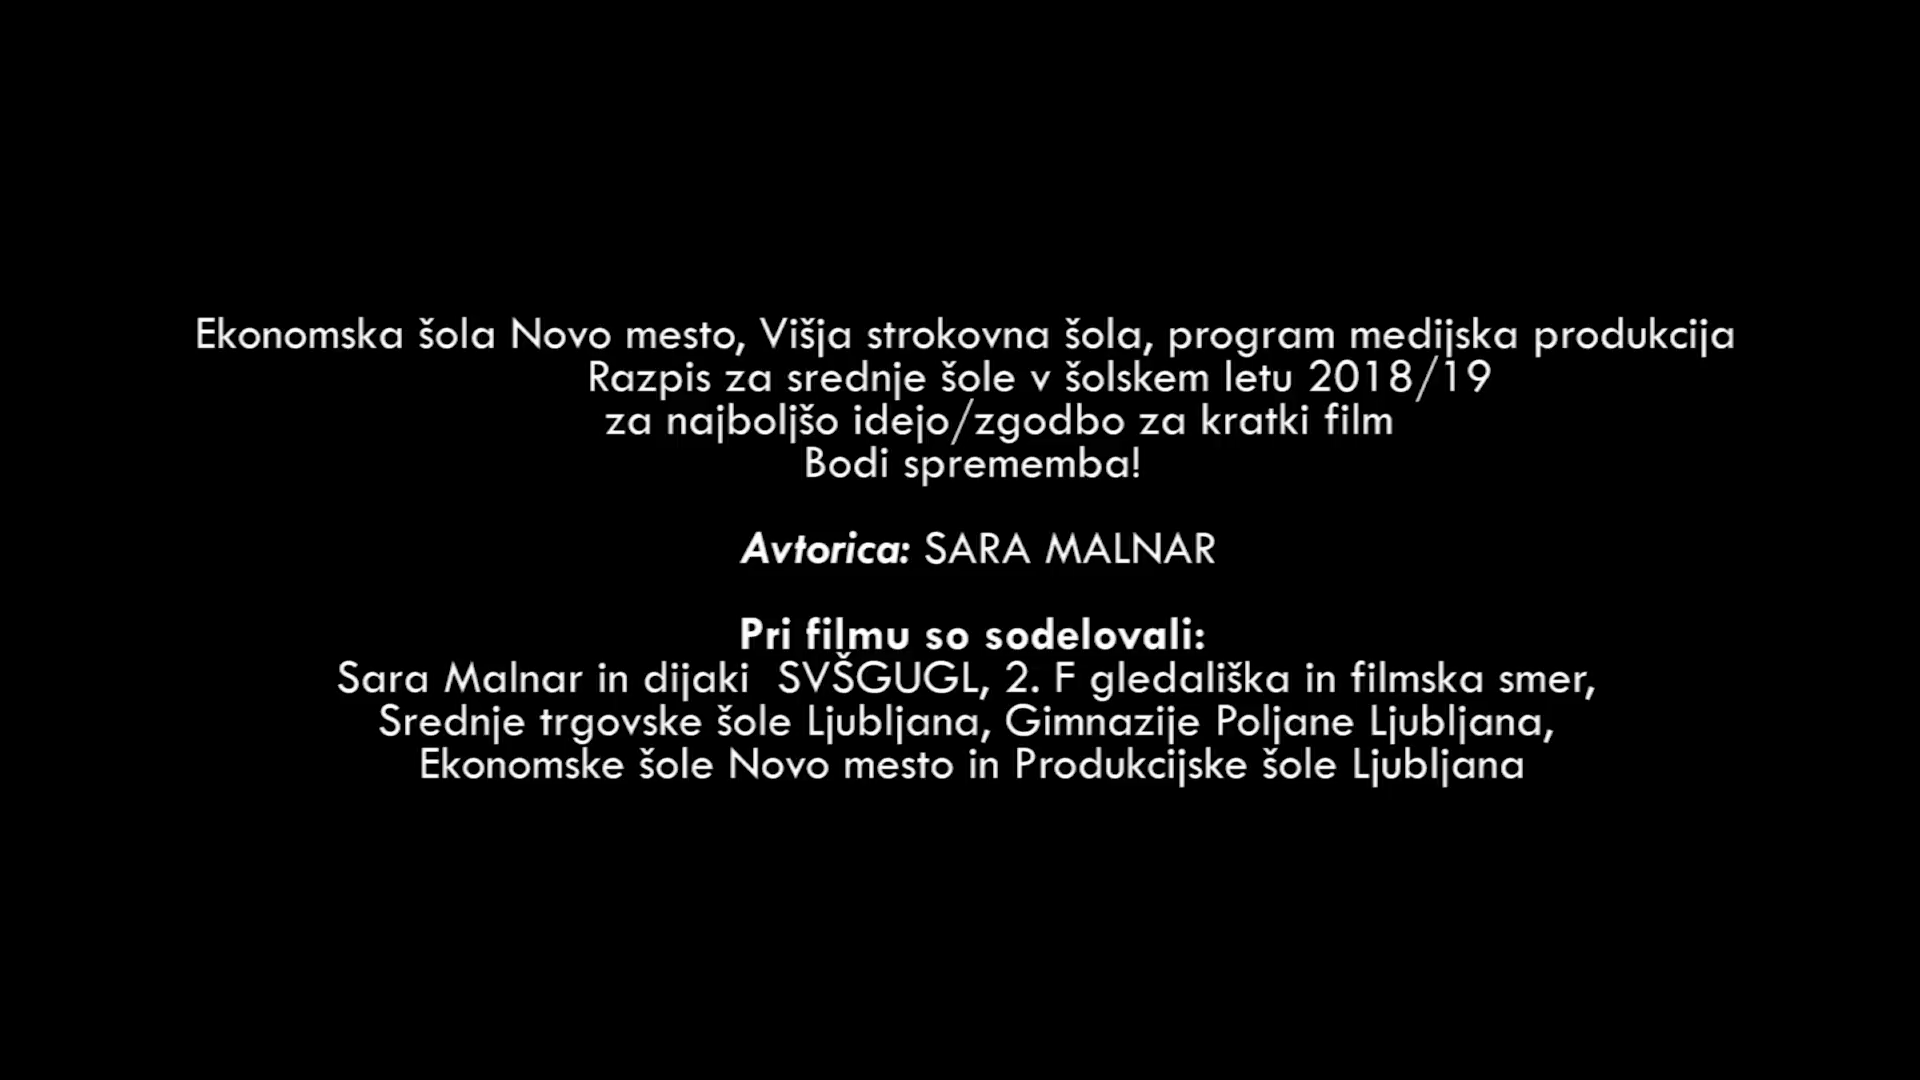 Ekonomska šola Novo mesto, Višja strokovna šola, program medijska produkcija
Razpis za srednje šole v šolskem letu 2018/19
za najboljšo idejo/zgodbo za kratki film
Bodi sprememba!
Avtorica: SARA MALNAR
Pri filmu so sodelovali:
Sara Malnar in dijaki SVŠGUGL, 2. F gledališka in filmska smer,
Srednje trgovske šole Ljubljana, Gimnazije Poljane Ljubljana,
Ekonomske šole Novo mesto in Produkcijske šole Ljubljana